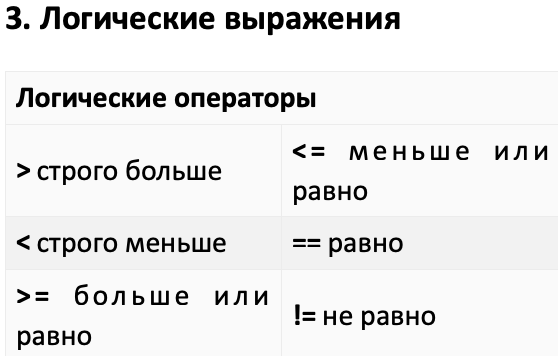 3. Логические выражения
Логические операторы
> строго больше
<= меньше или
равно
< строго меньше
== равно
>= больше или
равно
!= не равно